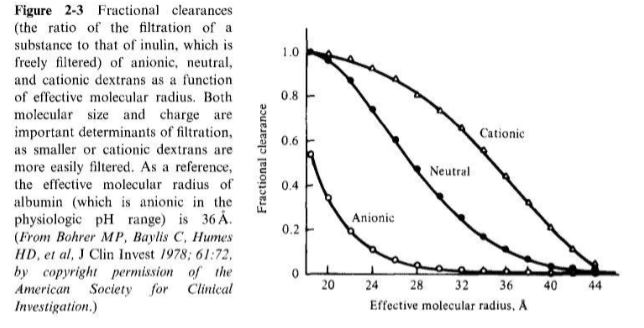 Figure 2-3 Fractional clearances
(the ratio of the filtration of a
substance to that of inulin, which is
freely filtered) of anionic, neutral,
and cationic dextrans as a function
of effective molecular radius. Both
molecular size and charge are
important determinants of filtration,
as smaller or cationic dextrans are
more easily filtered. As a reference,
the effective molecular radius of
albumin (which is anionic in the
physiologic pH range) is 36 Å.
(From Bohrer MP, Baylis C, Humes
HD, et al, J Clin Invest 1978; 61:72,
by copyright permission of the
American Society for Clinical
Investigation.)
Fractional clearance
1.0
0.8
0.6
0.4
0.2
0
Cationic
Neutral
Anionic
20 24 28 32 36 40 44
Effective molecular radius, Å